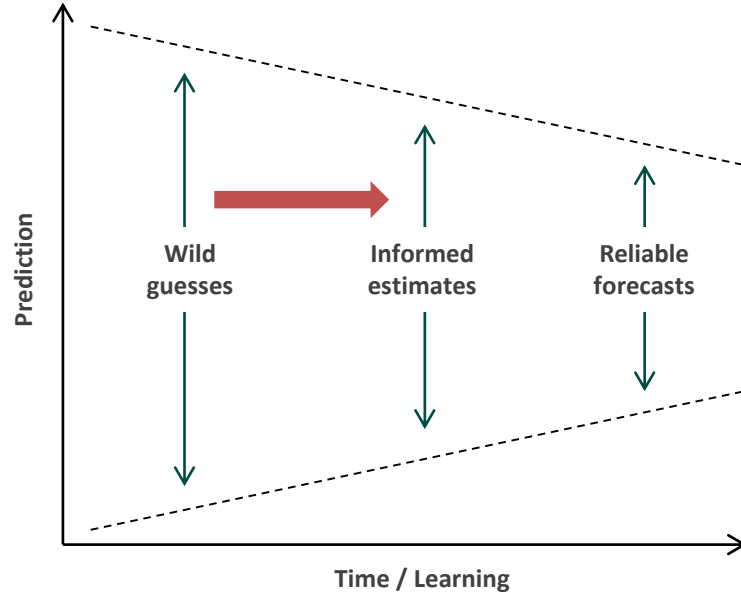 Prediction
Wild
guesses
Informed
estimates
Reliable
forecasts
Time / Learning